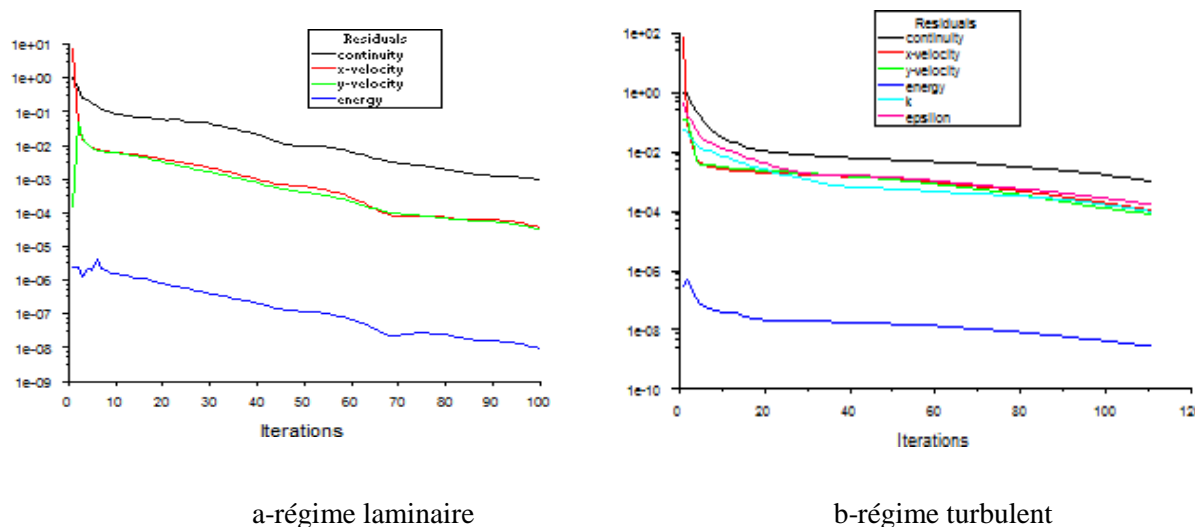 Residuals
continuity
x-velocity
y-velocity
energy
1e+01
1e+00
1e-01
1e-02
1e-03
1e-04
1e-05
1e-06
1e-07
1e-08
1e-09
0 10 20 30 40 50 60 70 80 90 100
Iterations
a-régime laminaire
Residuals
continuity
x-velocity
y-velocity
energy
k
epsilon
1e+02
1e+00
1e-02
1e-04
1e-06
1e-08
1e-10
0 20 40 60 80 100 12
Iterations
b-régime turbulent